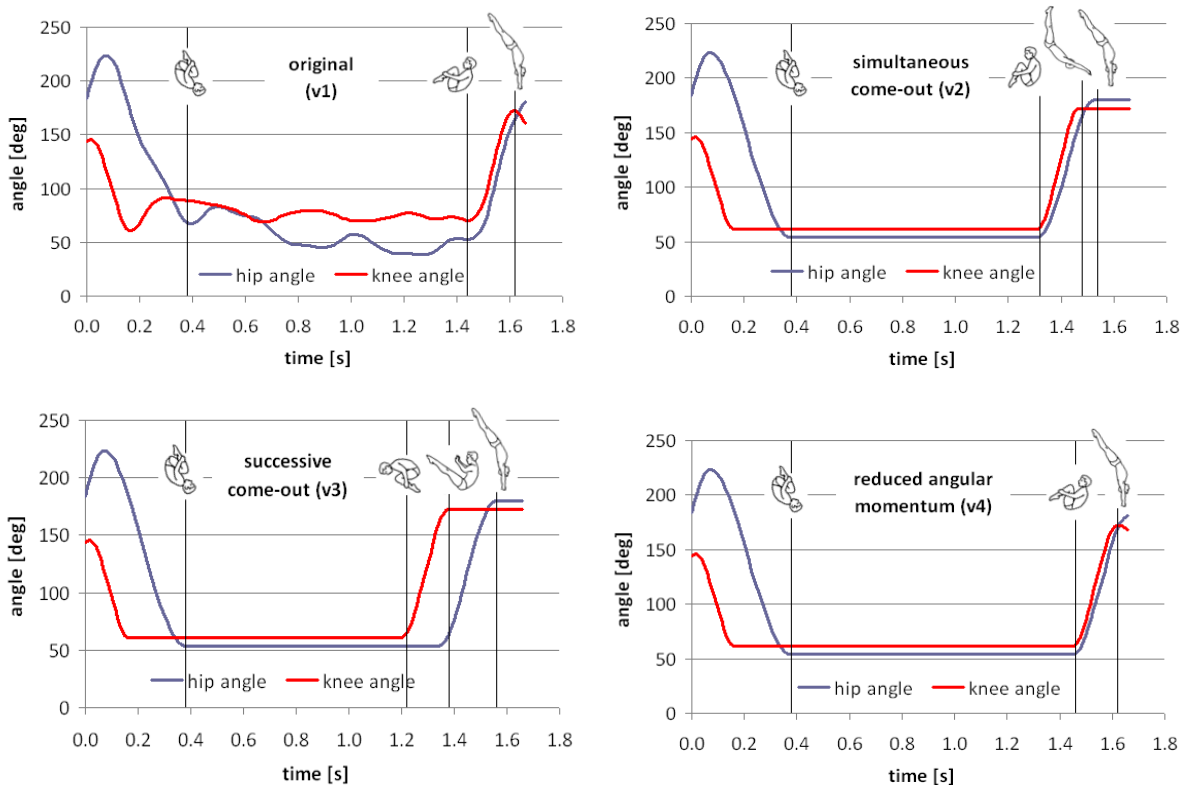 250
200
150
100
50
0
angle [deg]
original
(v1)
hip angle
knee angle
0.0 0.2 0.4 0.6 0.8 1.0 1.2 1.4 1.6 1.8
time [s]
250
200
150
100
50
0
angle [deg]
simultaneous
come-out (v2)
hip angle
knee angle
0.0 0.2 0.4 0.6 0.8 1.0 1.2 1.4 1.6 1.8
time [s]
250
200
150
100
50
0
angle [deg]
successive
come-out (v3)
hip angle
knee angle
0.0 0.2 0.4 0.6 0.8 1.0 1.2 1.4 1.6 1.8
time [s]
250
200
150
100
50
0
angle [deg]
reduced angular
momentum (v4)
hip angle
knee angle
0.0 0.2 0.4 0.6 0.8 1.0 1.2 1.4 1.6 1.8
time [s]